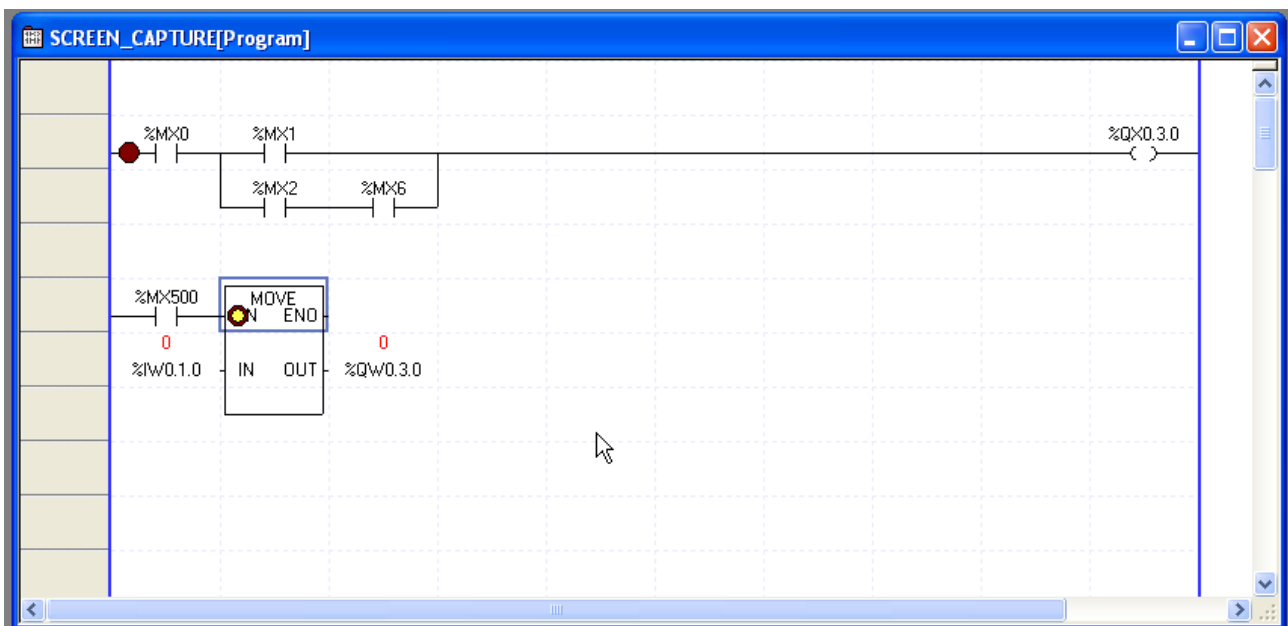 SCREEN_CAPTURE[Program]
%MX0 %MX1 %QX0.3.0
%MX2 %MX6
%MX500 MOVE
N ENO
0 0
%IW0.1.0 IN OUT %QW0.3.0